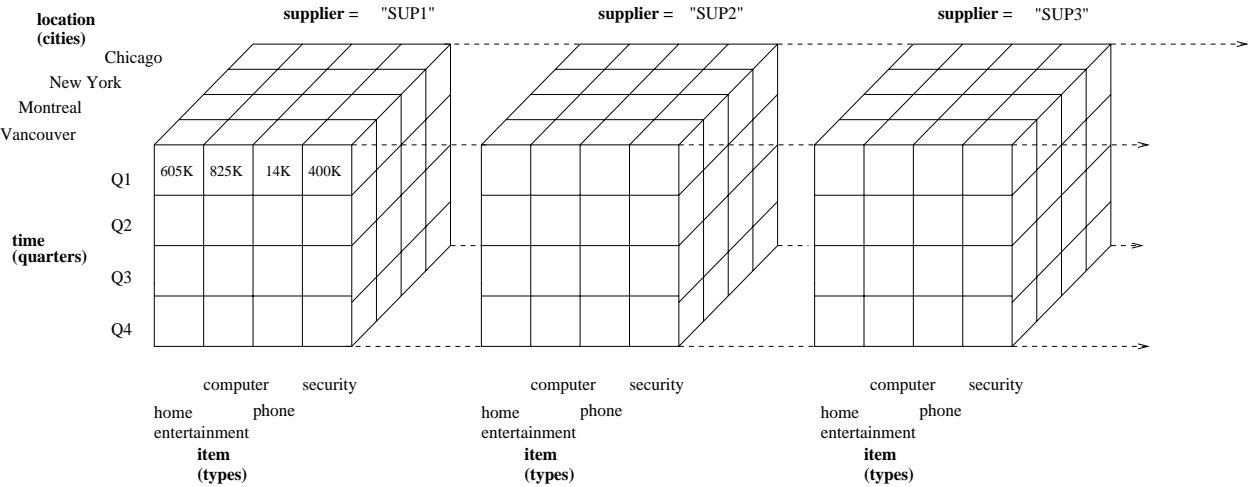 location
(cities)
supplier = "SUP1"
supplier = "SUP2"
supplier = "SUP3"
Chicago
New York
Montreal
Vancouver
605K 825K 14K 400K
Q1
Q2
time
(quarters)
Q3
Q4
computer security
home phone
entertainment
item
(types)
computer security
home phone
entertainment
item
(types)
computer security
home phone
entertainment
item
(types)